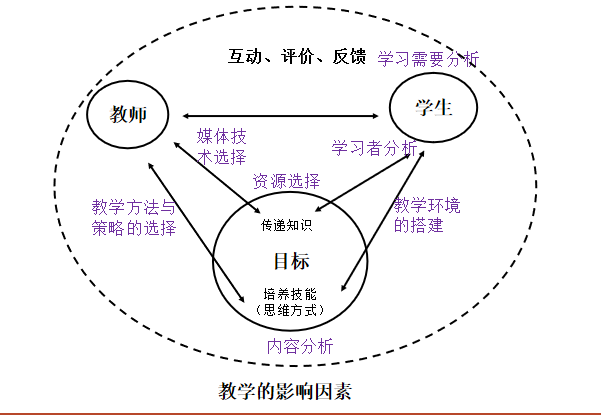 互动、评价、反馈
学习需要分析
教师
学生
媒体技
术选择
学习者分析
资源选择
教学方法与
策略的选择
教学环境
的搭建
传递知识
目标
培养技能
（思维方式）
内容分析
教学的影响因素